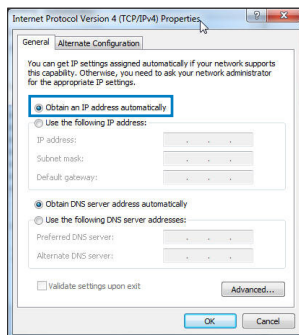 Internet Protocol Version 4 (TCP/IPv4) Properties
General
Alternate Configuration
You can get IP settings assigned automatically if your network supports
this capability. Otherwise, you need to ask your network administrator
for the appropriate IP settings.
Obtain an IP address automatically
Use the following IP address:
IP address:
Subnet mask:
Default gateway:
Obtain DNS server address automatically
Use the following DNS server addresses:
Preferred DNS server:
Alternate DNS server:
Validate settings upon exit
Advanced...
OK
Cancel